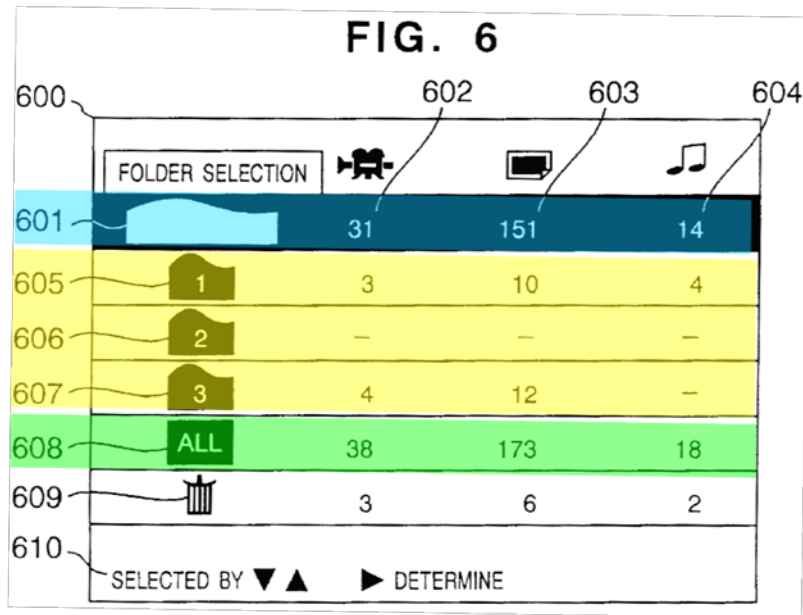 FIG. 6
600 602 603 604
FOLDER SELECTION
601 31 151 14
605 1 3 10 4
606 2 – – –
607 3 4 12 –
608 ALL 38 173 18
609 3 6 2
610
SELECTED BY ▼ ▲ ▶ DETERMINE